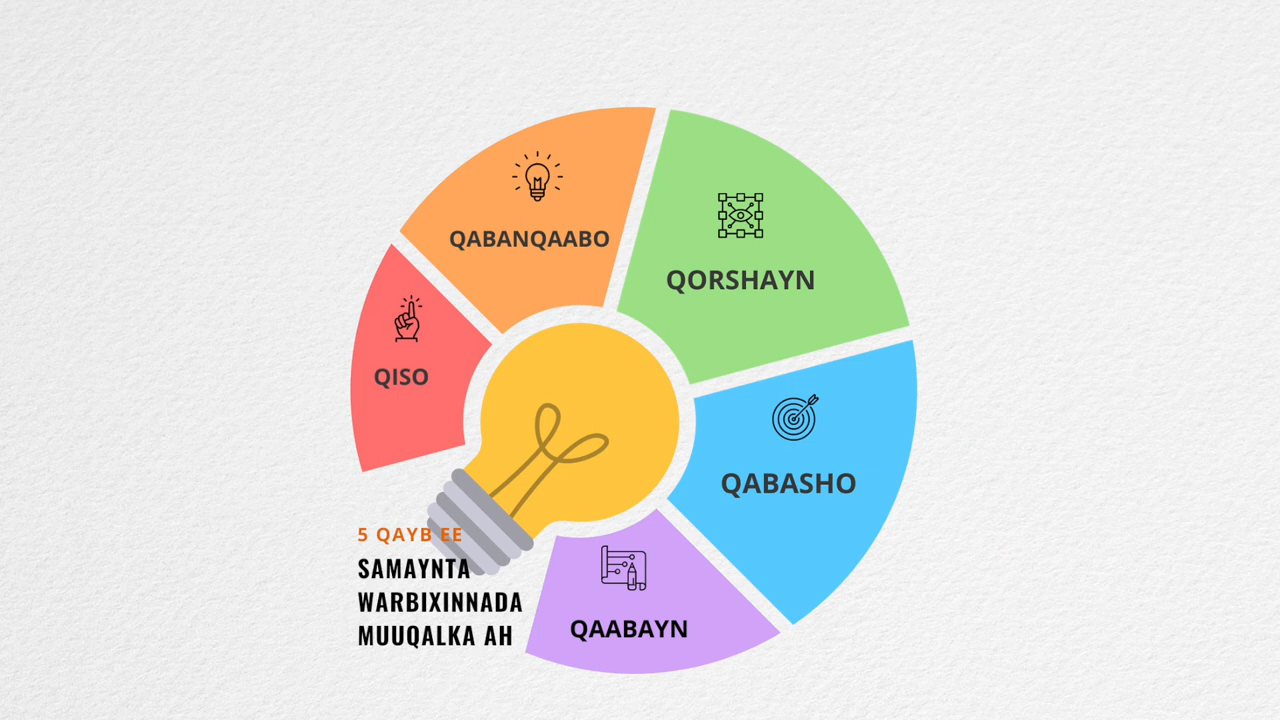 QISO
QABANQAABO
QORSHAYN
QABASHO
QAABAYN
5 QAYB EE
SAMAYNTA
WARBIXINNADA
MUUQALKA AH